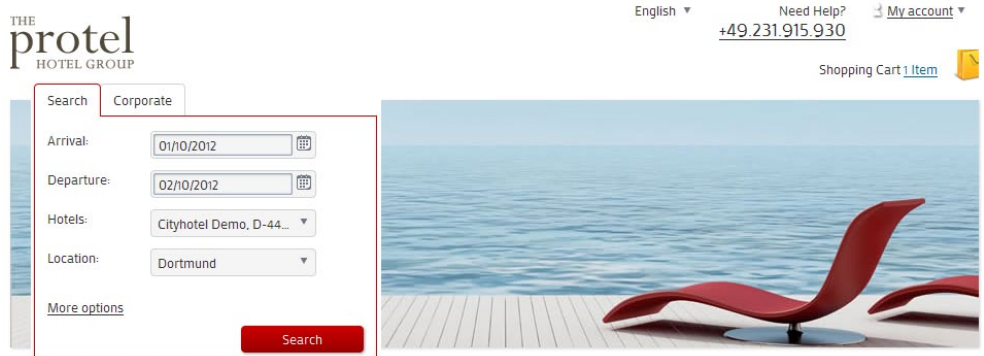 THE
protel
HOTEL GROUP
English
Need Help?
+49.231.915.930
My account
Shopping Cart 1 Item
Search
Corporate
Arrival:
01/10/2012
Departure:
02/10/2012
Hotels:
Cityhotel Demo, D-44...
Location:
Dortmund
More options
Search